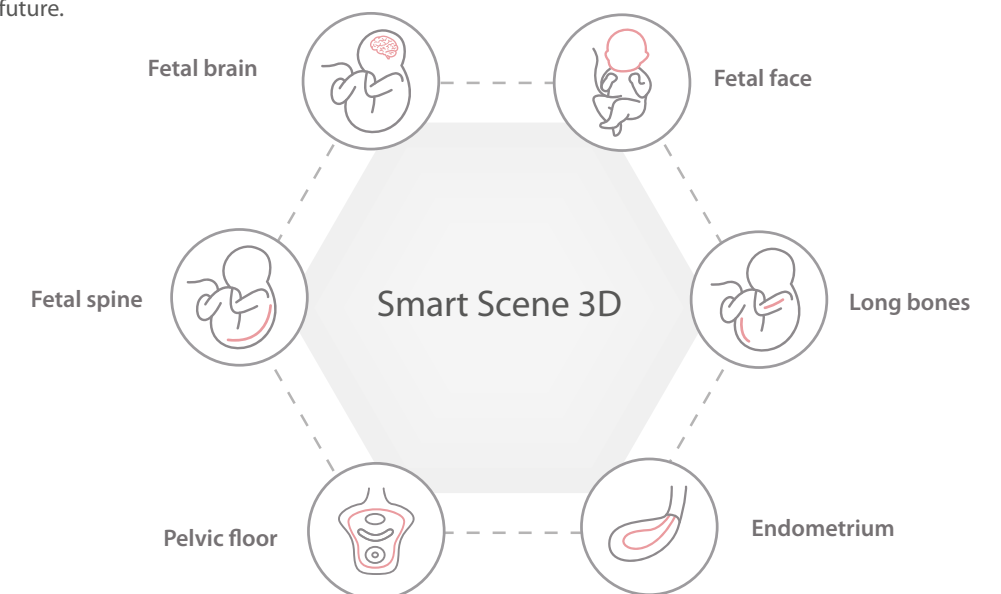 future.
Fetal brain
Fetal face
Fetal spine
Smart Scene 3D
Long bones
Pelvic floor
Endometrium